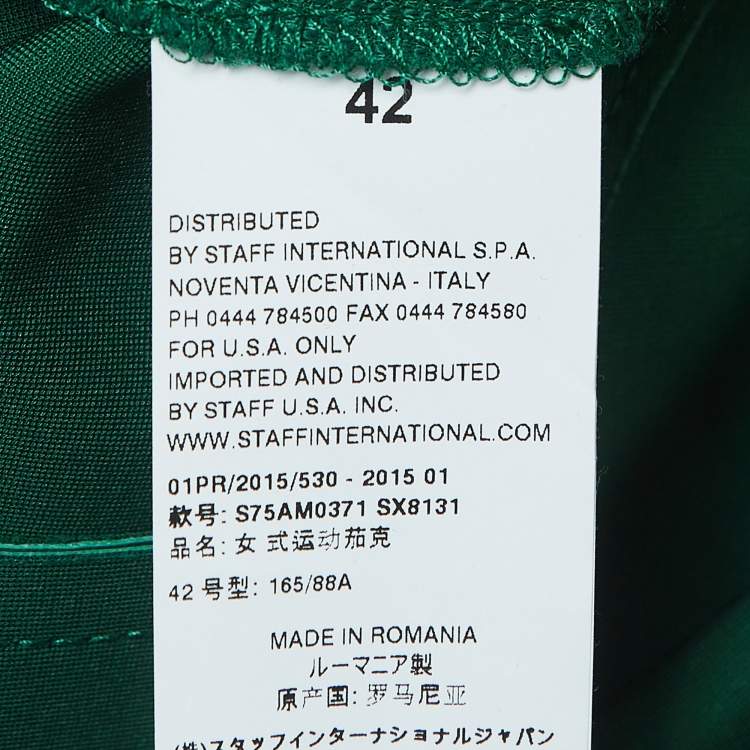 42
DISTRIBUTED
BY STAFF INTERNATIONAL S.P.A.
NOVENTA VICENTINA - ITALY
PH 0444 784500 FAX 0444 784580
FOR U.S.A. ONLY
IMPORTED AND DISTRIBUTED
BY STAFF U.S.A. INC.
WWW.STAFFINTERNATIONAL.COM
01PR/2015/530 - 2015 01
款号: S75AM0371 SX8131
品名: 女 式运动茄克
42 号型: 165/88A
MADE IN ROMANIA
ルーマニア製
原产国: 罗马尼亚
(株)スタッフインターナショナルジャパン